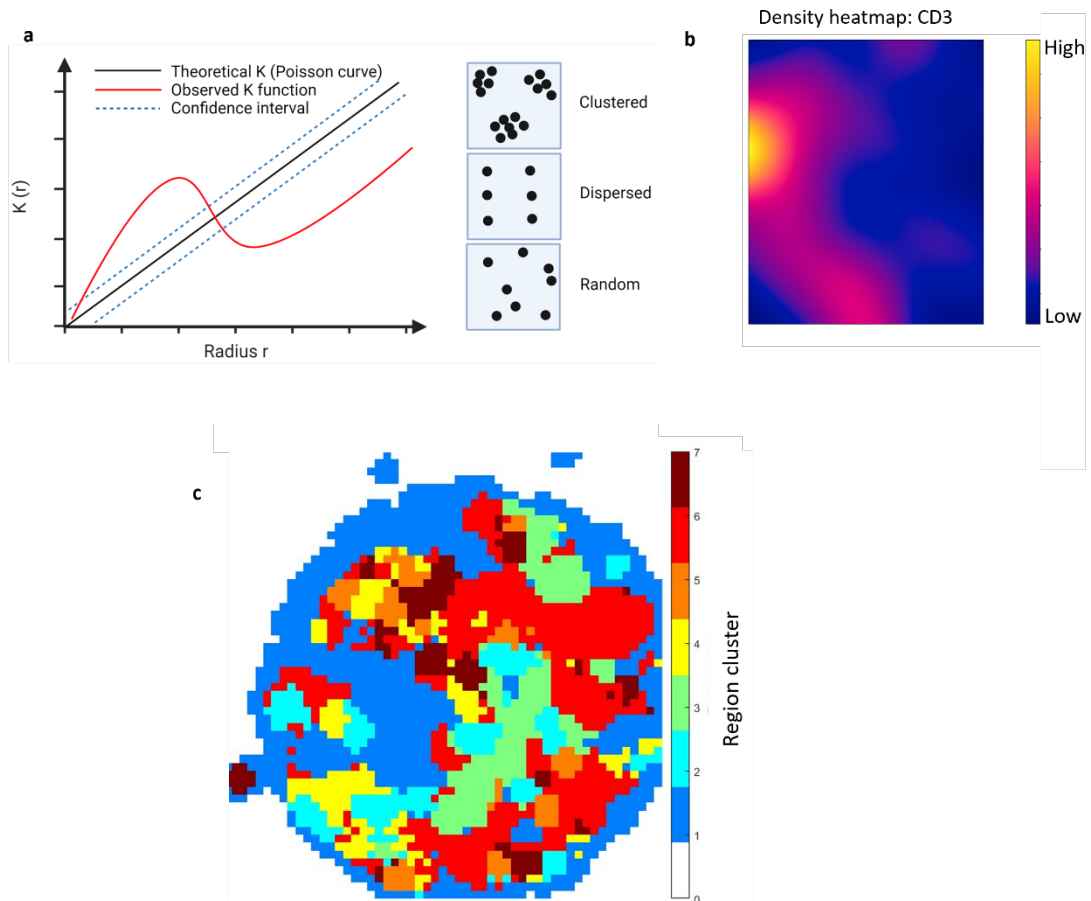 a
Theoretical K (Poisson curve)
Observed K function
Confidence interval
K (r)
Radius r
Clustered
Dispersed
Random
b
Density heatmap: CD3
High
Low
c
7
6
5
4
3
2
1
0
Region cluster